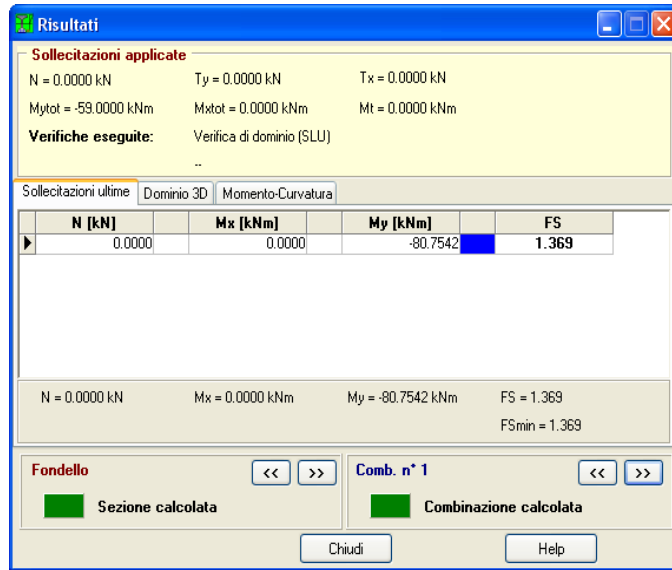 Risultati
Sollecitazioni applicate
N = 0.0000 kN Ty = 0.0000 kN Tx = 0.0000 kN
Mytot = -59.0000 kNm Mxtot = 0.0000 kNm Mt = 0.0000 kNm
Verifiche eseguite: Verifica di dominio (SLU)
--
Sollecitazioni ultime Dominio 3D Momento-Curvatura
N [kN] Mx [kNm] My [kNm] FS
0.0000 0.0000 -80.7542 1.369
N = 0.0000 kN Mx = 0.0000 kNm My = -80.7542 kNm FS = 1.369
FSmin = 1.369
Fondello << >> Comb. n° 1 << >>
Sezione calcolata Combinazione calcolata
Chiudi Help